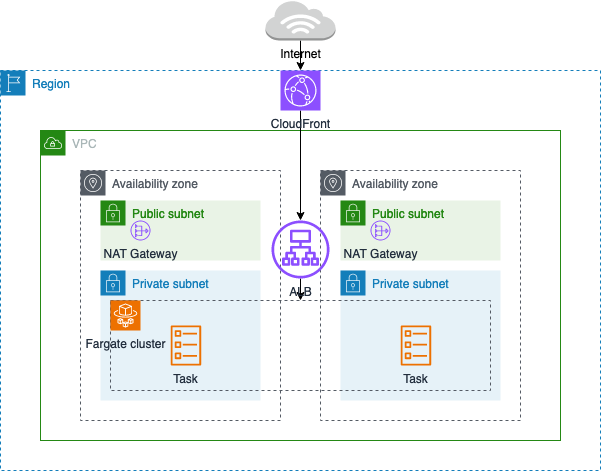 Internet
Region
CloudFront
VPC
Availability zone
Availability zone
Public subnet
Public subnet
NAT Gateway
NAT Gateway
Private subnet
ALB
Private subnet
Fargate cluster
Task
Task